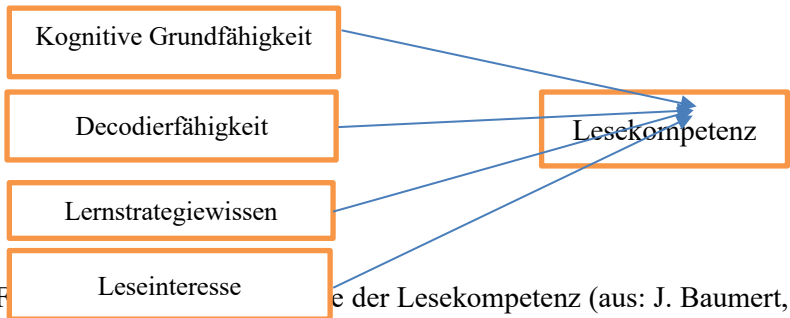 Kognitive Grundfähigkeit
Decodierfähigkeit
Lesekompetenz
Lernstrategiewissen
Leseinteresse
der Lesekompetenz (aus: J. Baumert,